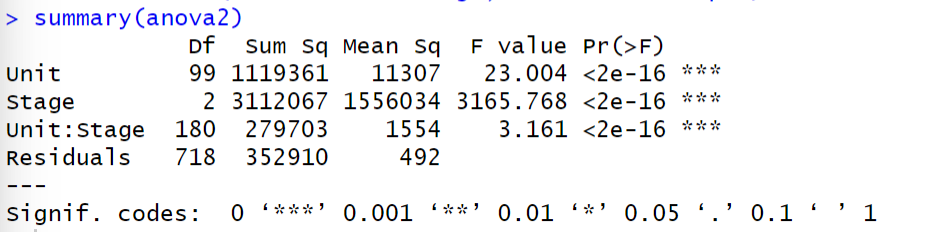 > summary(anova2)
Df Sum Sq Mean Sq F value Pr(>F)
Unit 99 1119361 11307 23.004 <2e-16 ***
Stage 2 3112067 1556034 3165.768 <2e-16 ***
Unit:Stage 180 279703 1554 3.161 <2e-16 ***
Residuals 718 352910 492
---
Signif. codes: 0 ‘***’ 0.001 ‘**’ 0.01 ‘*’ 0.05 ‘.’ 0.1 ‘ ’ 1